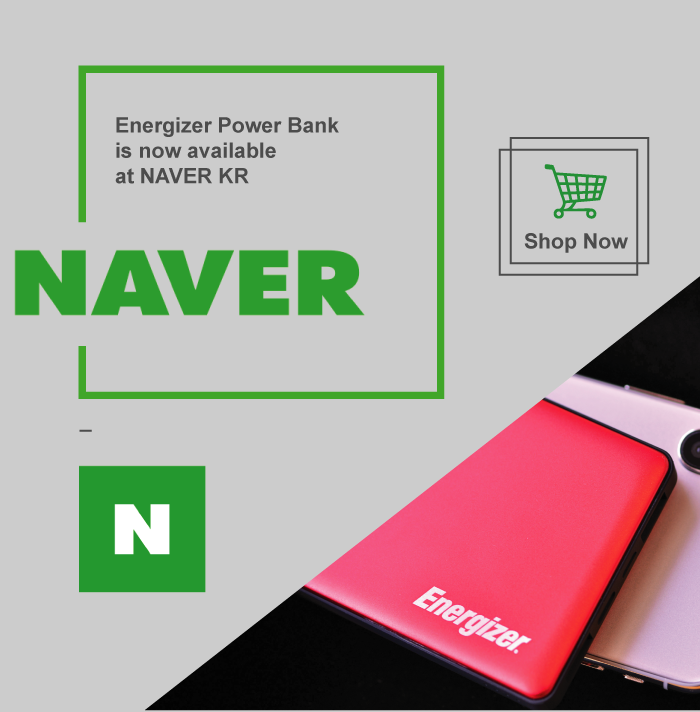 Energizer Power Bank
is now available
at NAVER KR
NAVER
Shop Now
N
Energizer